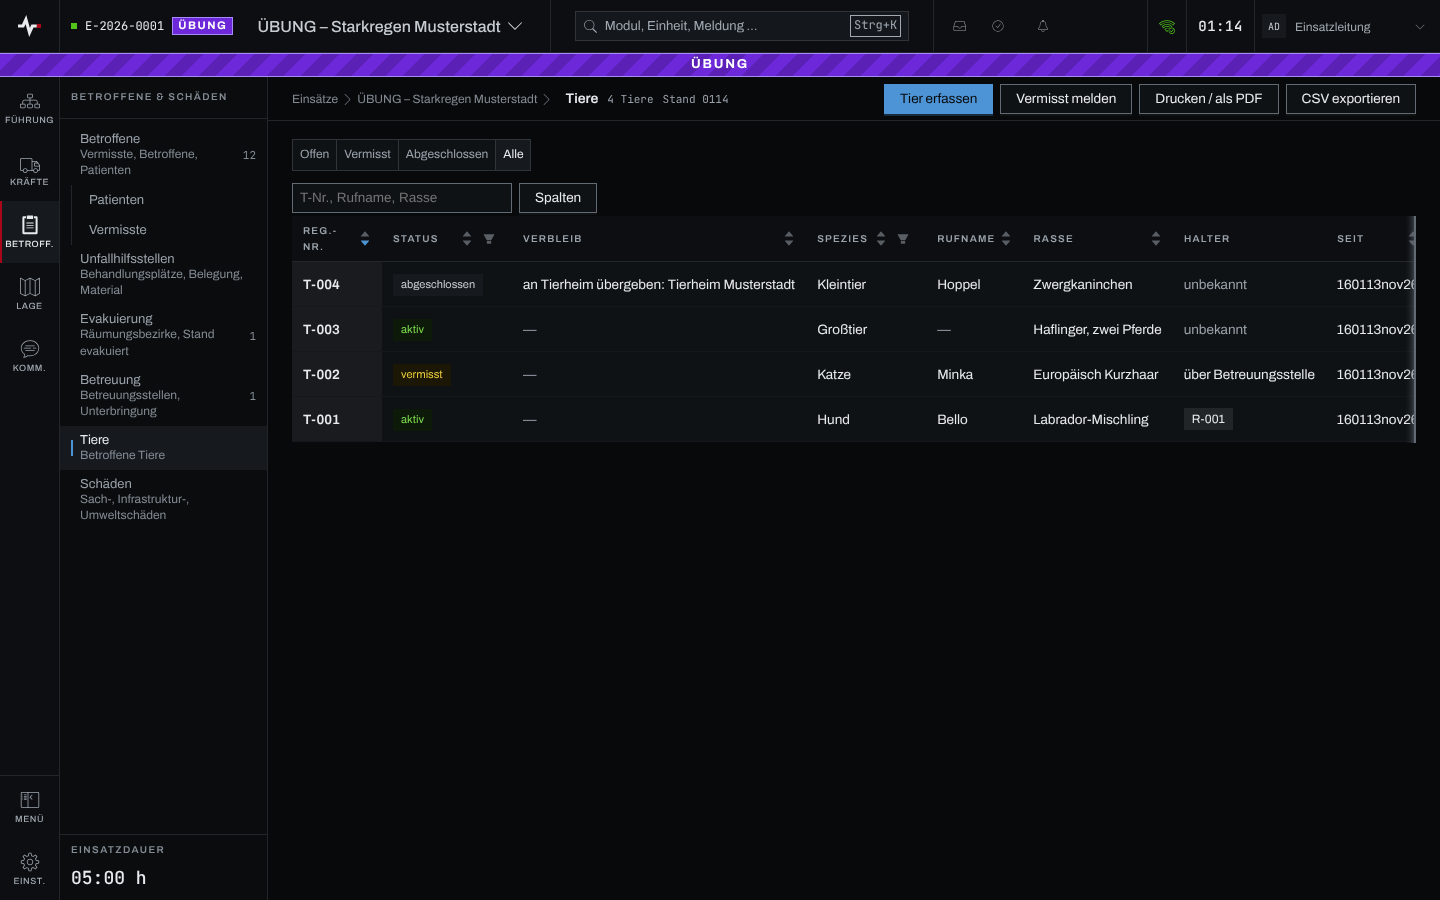 E-2026-0001 ÜBUNG ÜBUNG – Starkregen Musterstadt Modul, Einheit, Meldung ... Strg+K 01:14 AD Einsatzleitung
ÜBUNG
FÜHRUNG
KRÄFTE
BETROFF.
LAGE
KOMM.
MENÜ
EINST.
BETROFFENE & SCHÄDEN
Betroffene
Vermisste, Betroffene, Patienten 12
Patienten
Vermisste
Unfallhilfsstellen
Behandlungsplätze, Belegung,
Material
Evakuierung
Räumungsbezirke, Stand evakuiert 1
Betreuung
Betreuungsstellen, Unterbringung 1
Tiere
Betroffene Tiere
Schäden
Sach-, Infrastruktur-,
Umweltschäden
EINSATZDAUER
05:00 h
Einsätze ÜBUNG – Starkregen Musterstadt Tiere 4 Tiere Stand 0114 Tier erfassen Vermisst melden Drucken / als PDF CSV exportieren
Offen Vermisst Abgeschlossen Alle
T-Nr., Rufname, Rasse Spalten
REG.-NR. STATUS VERBLEIB SPEZIES RUFNAME RASSE HALTER SEIT
T-004 abgeschlossen an Tierheim übergeben: Tierheim Musterstadt Kleintier Hoppel Zwergkaninchen unbekannt 160113nov26
T-003 aktiv — Großtier — Haflinger, zwei Pferde unbekannt 160113nov26
T-002 vermisst — Katze Minka Europäisch Kurzhaar über Betreuungsstelle 160113nov26
T-001 aktiv — Hund Bello Labrador-Mischling R-001 160113nov26